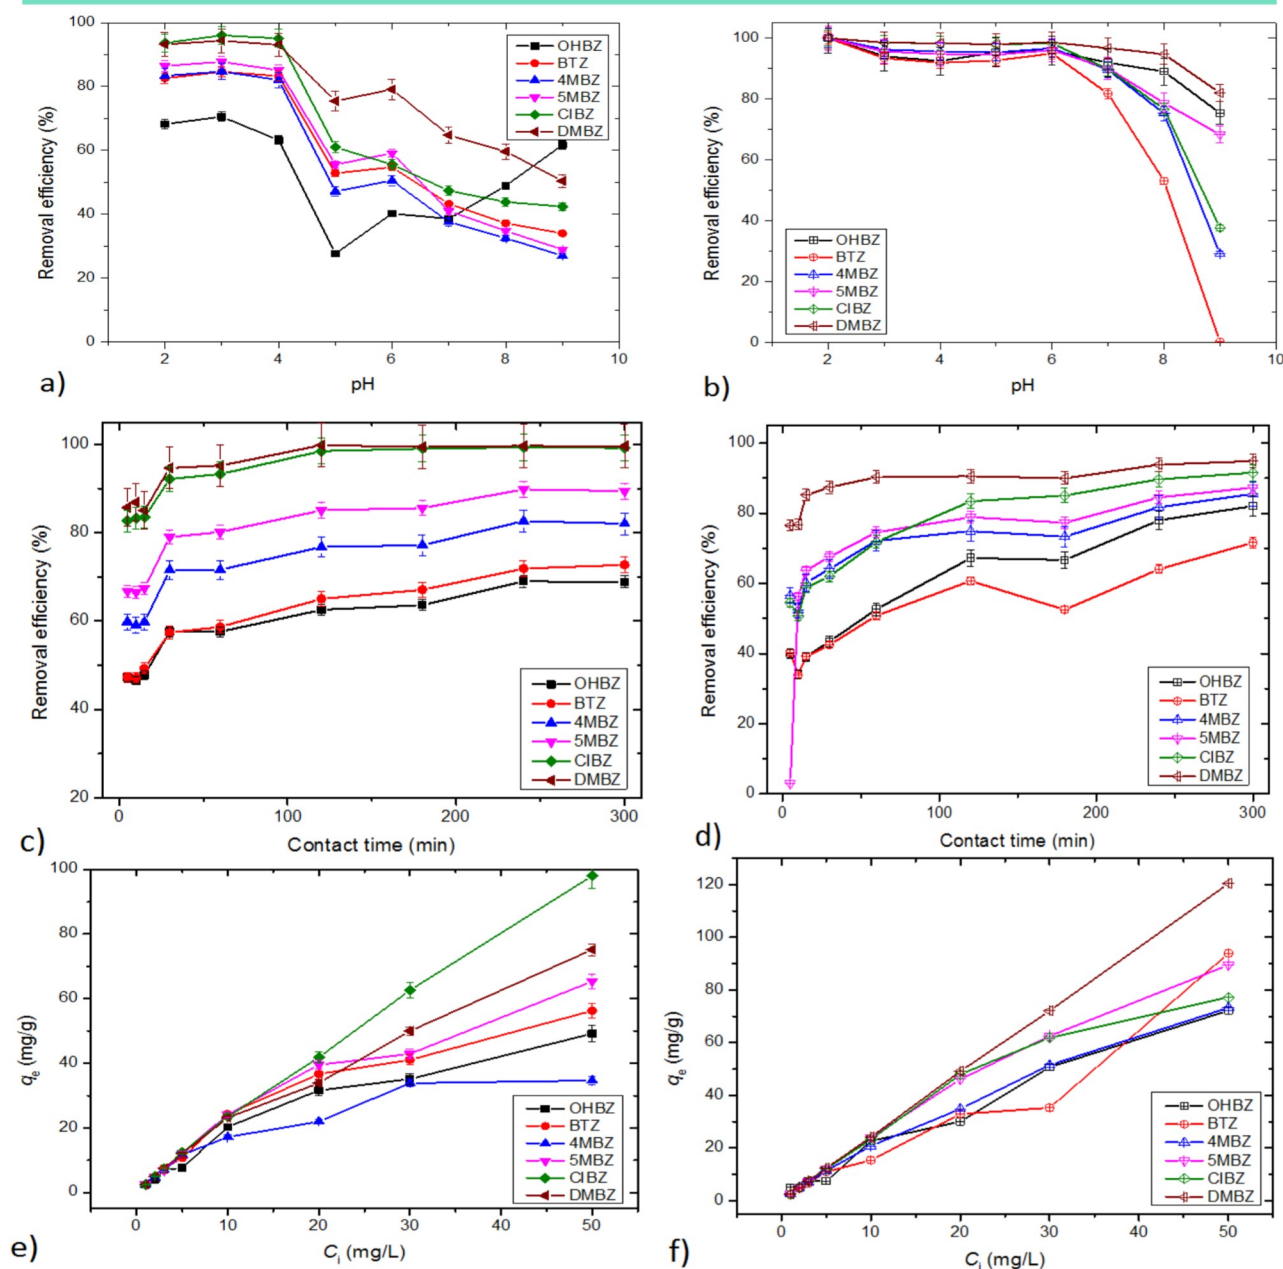 100
80
60
40
20
0
Removal efficiency (%)
OHBZ
BTZ
4MBZ
5MBZ
CIBZ
DMBZ
2 4 6 8 10
pH
a)
100
80
60
40
20
0
Removal efficiency (%)
OHBZ
BTZ
4MBZ
5MBZ
CIBZ
DMBZ
2 4 6 8 10
pH
b)
100
80
60
40
20
Removal efficiency (%)
OHBZ
BTZ
4MBZ
5MBZ
CIBZ
DMBZ
0 100 200 300
Contact time (min)
c)
100
80
60
40
20
0
Removal efficiency (%)
OHBZ
BTZ
4MBZ
5MBZ
CIBZ
DMBZ
0 100 200 300
Contact time (min)
d)
100
80
60
40
20
0
qe (mg/g)
OHBZ
BTZ
4MBZ
5MBZ
CIBZ
DMBZ
0 10 20 30 40 50
Ci (mg/L)
e)
120
100
80
60
40
20
0
qe (mg/g)
OHBZ
BTZ
4MBZ
5MBZ
CIBZ
DMBZ
0 10 20 30 40 50
Ci (mg/L)
f)